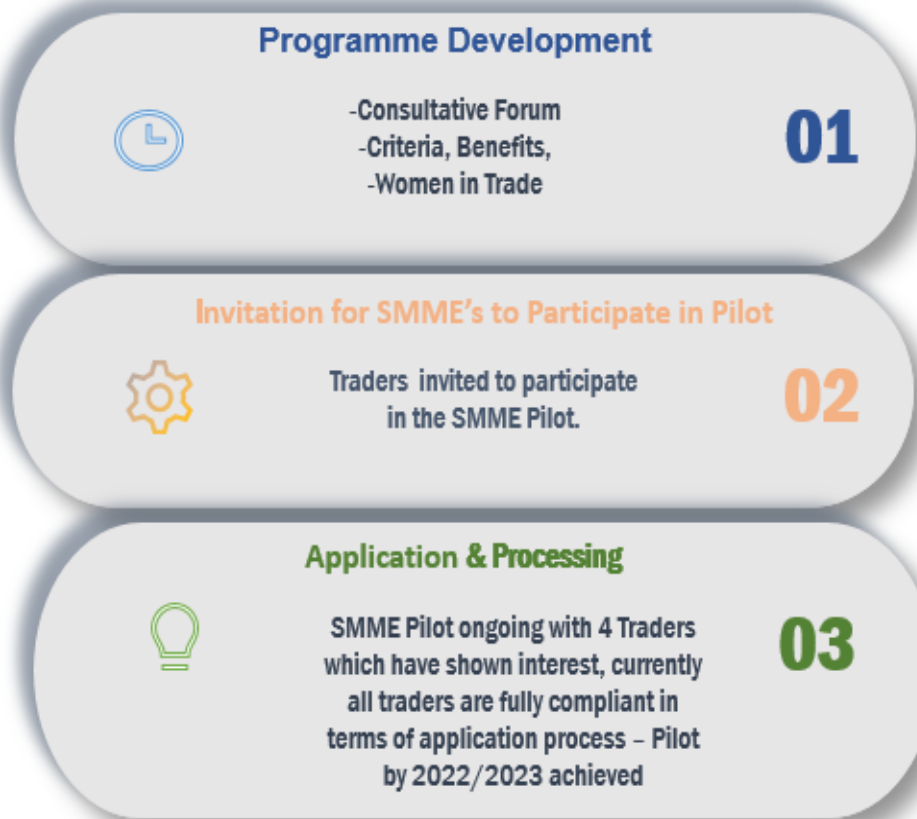 Programme Development
-Consultative Forum
-Criteria, Benefits,
-Women in Trade
01
Invitation for SMME's to Participate in Pilot
Traders invited to participate
in the SMME Pilot.
02
Application & Processing
SMME Pilot ongoing with 4 Traders
which have shown interest, currently
all traders are fully compliant in
terms of application process – Pilot
by 2022/2023 achieved
03